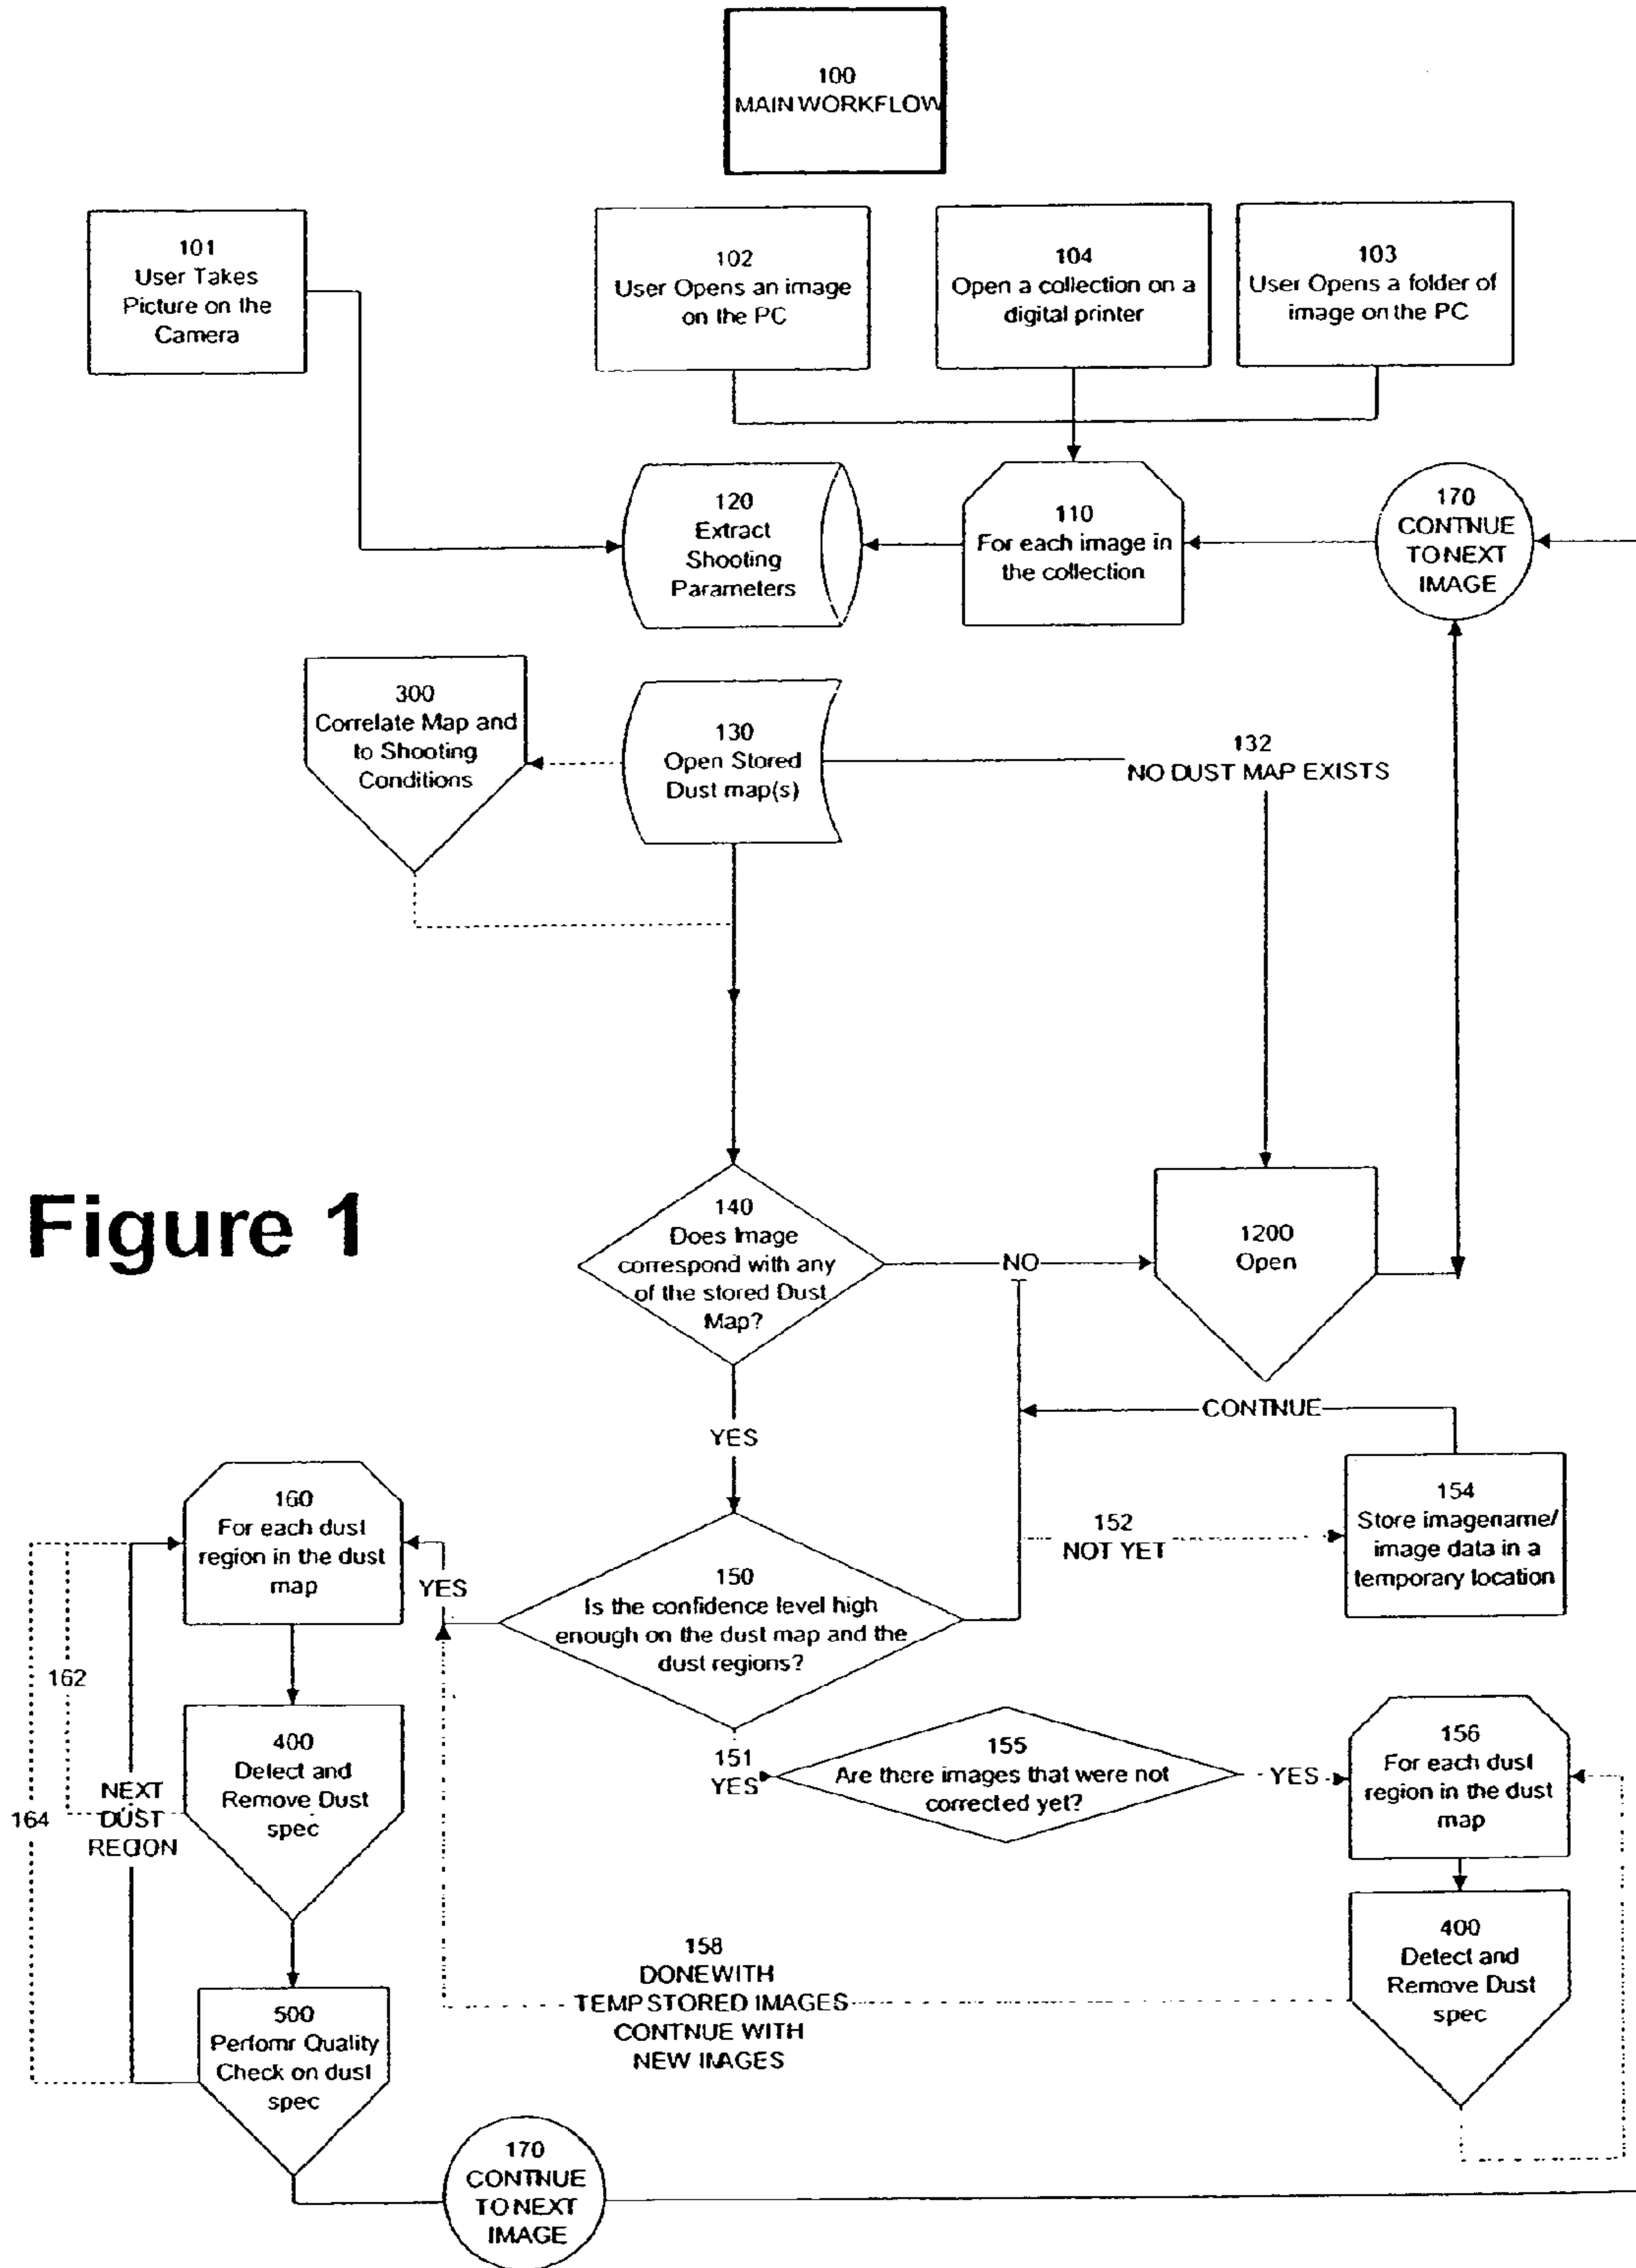 100
MAIN WORKFLOW
101
User Takes
Picture on the
Camera
102
User Opens an image
on the PC
104
Open a collection on a
digital printer
103
User Opens a folder of
image on the PC
120
Extract
Shooting
Parameters
110
For each image in
the collection
170
CONTNUE
TO NEXT
IMAGE
300
Correlate Map and
to Shooting
Conditions
130
Open Stored
Dust map(s)
132
NO DUST MAP EXISTS
Figure 1
140
Does Image
correspond with any
of the stored Dust
Map?
NO
1200
Open
YES
CONTNUE
160
For each dust
region in the dust
map
YES
150
Is the confidence level high
enough on the dust map and the
dust regions?
152
NOT YET
154
Store imagename/
image data in a
temporary location
162
164
NEXT
DUST
REGION
400
Detect and
Remove Dust
spec
151
YES
155
Are there images that were not
corrected yet?
YES
156
For each dust
region in the dust
map
158
DONE WITH
TEMP STORED IMAGES
CONTNUE WITH
NEW IMAGES
400
Detect and
Remove Dust
spec
500
Perfomr Quality
Check on dust
spec
170
CONTNUE
TO NEXT
IMAGE